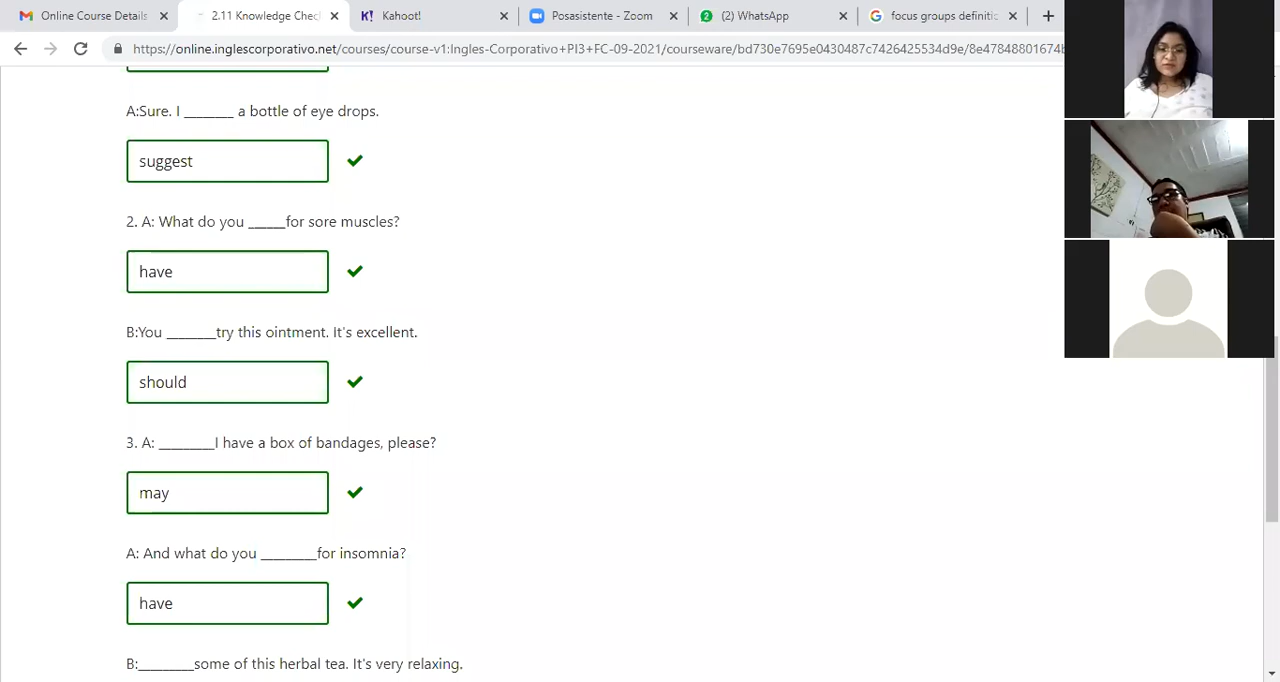 Online Course Details
2.11 Knowledge Chec
K! Kahoot!
Posasistente - Zoom
2 (2) WhatsApp
G focus groups definitic
https://online.inglescorporativo.net/courses/course-v1:Ingles-Corporativo+PI3+FC-09-2021/courseware/bd730e7695e0430487c7426425534d9e/8e47848801674b
A:Sure. I _______ a bottle of eye drops.
suggest
2. A: What do you _____for sore muscles?
have
B:You _______try this ointment. It's excellent.
should
3. A: ________I have a box of bandages, please?
may
A: And what do you ________for insomnia?
have
B:________some of this herbal tea. It's very relaxing.